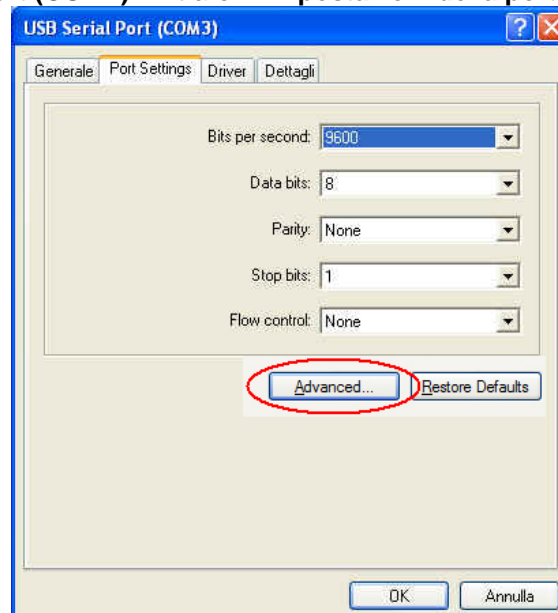 USB Serial Port (COM3)
Generale Port Settings Driver Dettagli
Bits per second: 9600
Data bits: 8
Parity: None
Stop bits: 1
Flow control: None
Advanced... Restore Defaults
OK Annulla